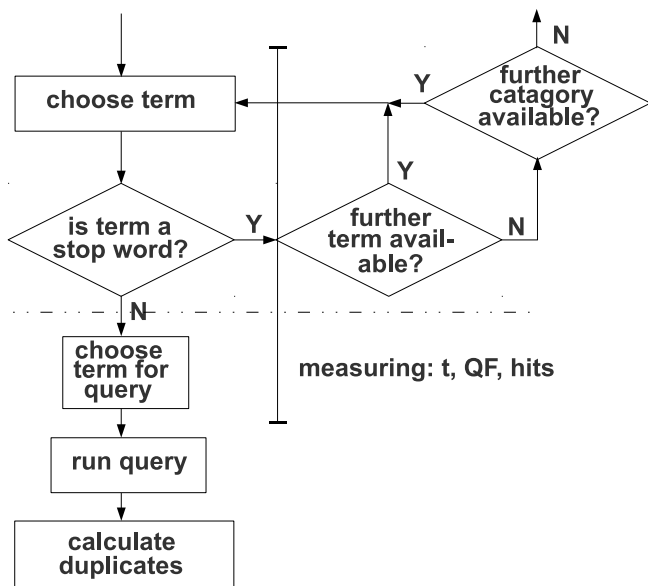 N
Y
further
catagory
available?
choose term
Y
is term a
stop word?
Y
further
term avail-
able?
N
N
choose
term for
query
measuring: t, QF, hits
run query
calculate
duplicates